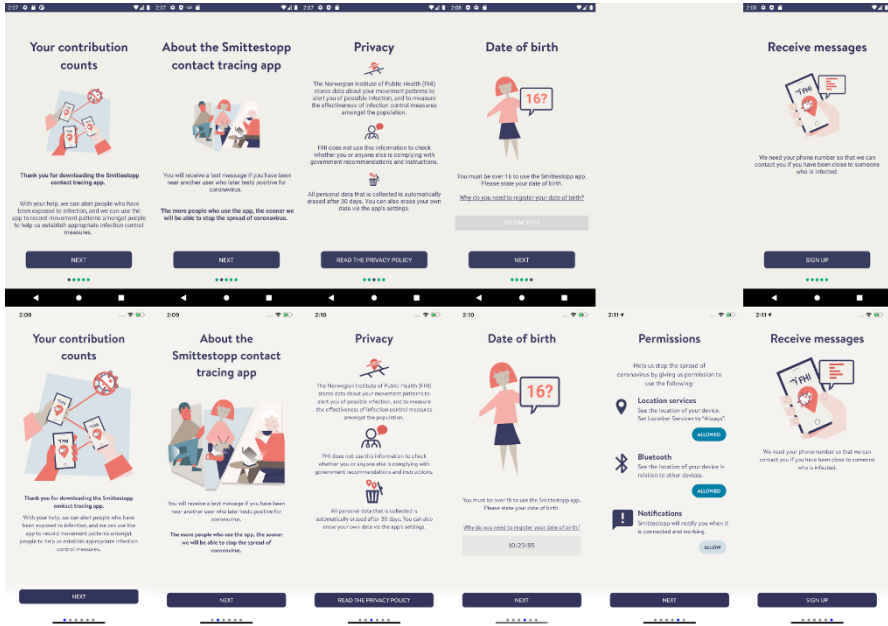 2:07
Your contribution
counts
Thank you for downloading the Smittestopp
contact tracing app.
With your help, we can alert people who have
been exposed to infection, and we can use the
app to record movement patterns amongst people
to help us establish appropriate infection control
measures.
NEXT
2:07
About the Smittestopp
contact tracing app
You will receive a text message if you have been
near another user who later tests positive for
coronavirus.
The more people who use the app, the sooner we
will be able to stop the spread of coronavirus.
NEXT
2:07
Privacy
The Norwegian Institute of Public Health (FHI)
stores data about your movement patterns to
alert you of possible infection, and to measure
the effectiveness of infection control measures
amongst the population.
FHI does not use this information to check
whether you or anyone else is complying with
government recommendations and instructions.
All personal data that is collected is automatically
erased after 30 days. You can also erase your own
data via the app's settings.
READ THE PRIVACY POLICY
2:08
Date of birth
16?
You must be over 16 to use the Smittestopp app.
Please state your date of birth.
Why do you need to register your date of birth?
NEXT
2:08
Receive messages
FHI
We need your phone number so that we can
contact you if you have been close to someone
who is infected.
SIGN UP
2:09
Your contribution
counts
FHI
Thank you for downloading the Smittestopp
contact tracing app.
With your help, we can alert people who have
been exposed to infection, and we can use the
app to record movement patterns amongst
people to help us establish appropriate infection
control measures.
NEXT
2:09
About the
Smittestopp contact
tracing app
You will receive a text message if you have been
near another user who later tests positive for
coronavirus.
The more people who use the app, the sooner
we will be able to stop the spread of
coronavirus.
NEXT
2:10
Privacy
The Norwegian Institute of Public Health (FHI)
stores data about your movement patterns to
alert you of possible infection, and to measure
the effectiveness of infection control measures
amongst the population.
FHI does not use this information to check
whether you or anyone else is complying with
government recommendations and instructions.
All personal data that is collected is
automatically erased after 30 days. You can also
erase your own data via the app's settings.
READ THE PRIVACY POLICY
2:10
Date of birth
16?
You must be over 16 to use the Smittestopp app.
Please state your date of birth.
Why do you need to register your date of birth?
10/23/85
NEXT
2:11
Permissions
Help us stop the spread of
coronavirus by giving us permission to
use the following:
Location services
See the location of your device.
Set Location Services to "Always".
ALLOWED
Bluetooth
See the location of your device in
relation to other devices.
ALLOWED
Notifications
Smittestopp will notify you when it
is connected and working.
ALLOW
NEXT
2:11
Receive messages
FHI
We need your phone number so that we can
contact you if you have been close to someone
who is infected.
SIGN UP